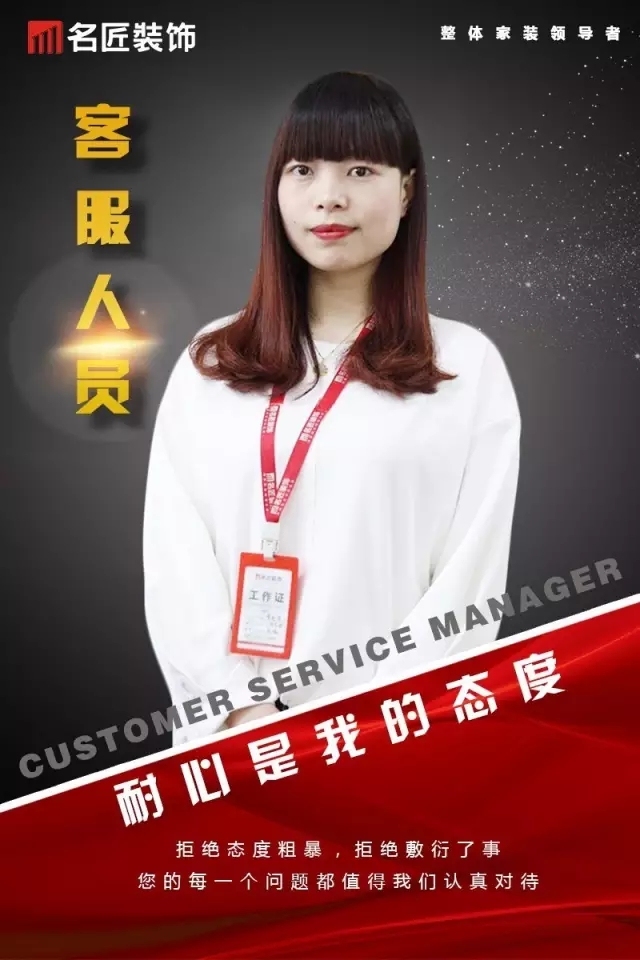 名匠装饰
整体家装领导者
客服人员
工作证
CUSTOMER SERVICE MANAGER
耐心是我的态度
拒绝态度粗暴，拒绝敷衍了事
您的每一个问题都值得我们认真对待